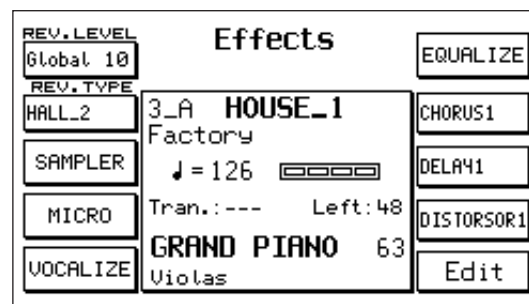 Effects
REV.LEVEL
Global 10
REV.TYPE
HALL_2
SAMPLER
MICRO
VOCALIZE
3_A HOUSE_1
Factory
♩=126
Tran.:--- Left:48
GRAND PIANO 63
Violas
EQUALIZE
CHORUS1
DELAY1
DISTORSOR1
Edit